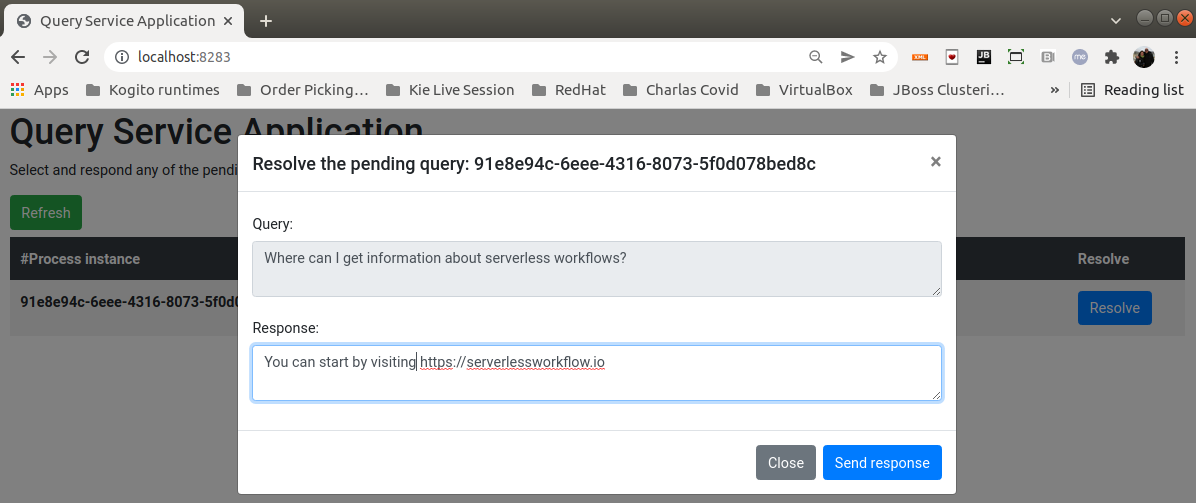 Query Service Application
localhost:8283
XML JB B me
Apps Kogito runtimes Order Picking... Kie Live Session RedHat Charlas Covid VirtualBox JBoss Clusteri... » Reading list
Query Service Application
Select and respond any of the pendi
Refresh
#Process instance Resolve
91e8e94c-6eee-4316-8073-5f0d Resolve
Resolve the pending query: 91e8e94c-6eee-4316-8073-5f0d078bed8c ×
Query:
Where can I get information about serverless workflows?
Response:
You can start by visiting https://serverlessworkflow.io
Close Send response